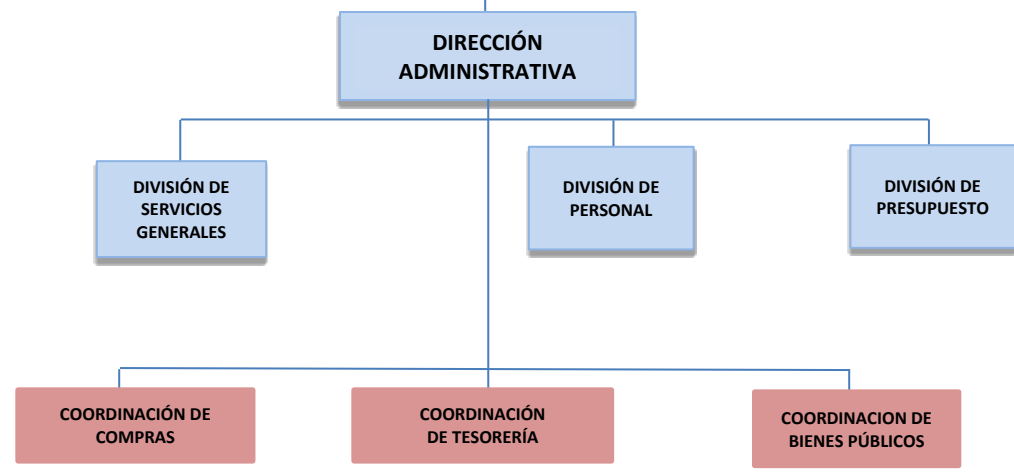 DIRECCIÓN
ADMINISTRATIVA
DIVISIÓN DE
SERVICIOS
GENERALES
DIVISIÓN DE
PERSONAL
DIVISIÓN DE
PRESUPUESTO
COORDINACIÓN DE
COMPRAS
COORDINACIÓN
DE TESORERÍA
COORDINACION DE
BIENES PÚBLICOS